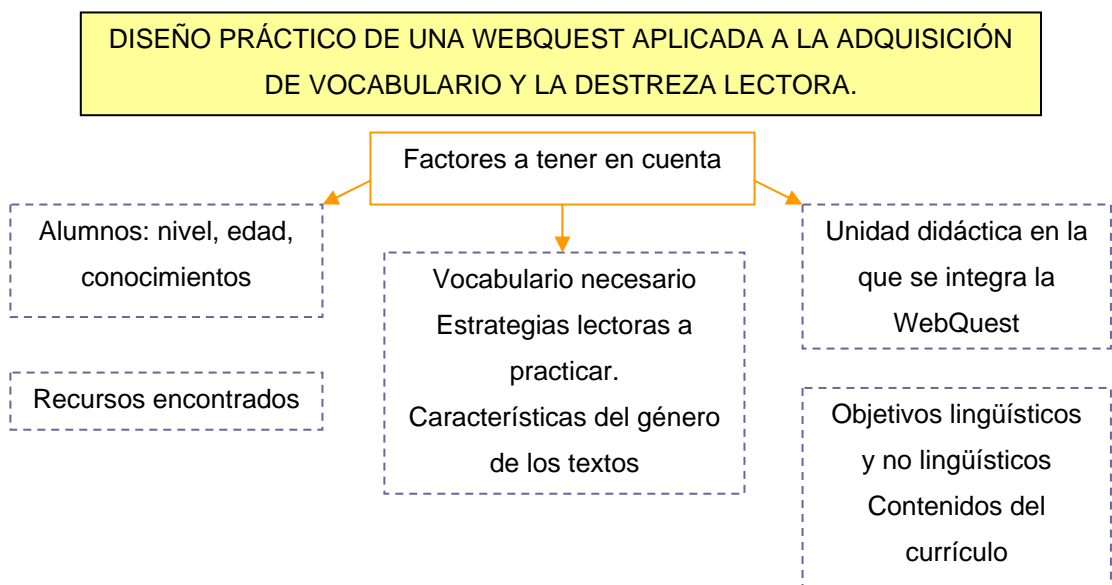 DISEÑO PRÁCTICO DE UNA WEBQUEST APLICADA A LA ADQUISICIÓN
DE VOCABULARIO Y LA DESTREZA LECTORA.
Factores a tener en cuenta
Alumnos: nivel, edad,
conocimientos
Recursos encontrados
Vocabulario necesario
Estrategias lectoras a
practicar.
Características del género
de los textos
Unidad didáctica en la
que se integra la
WebQuest
Objetivos lingüísticos
y no lingüísticos
Contenidos del
currículo